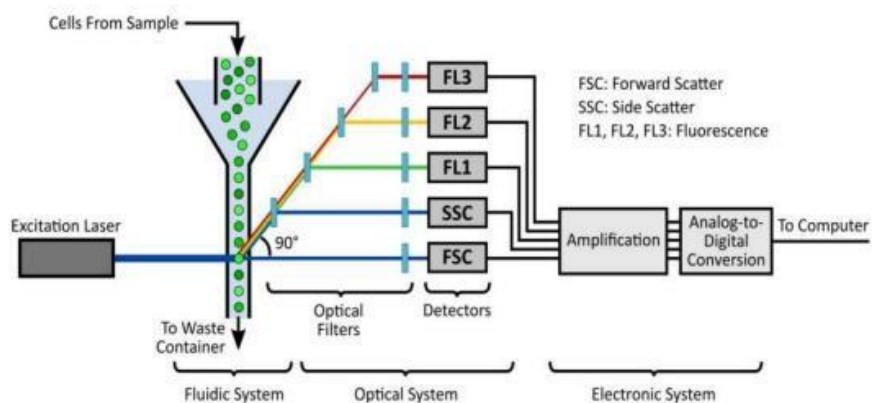 Cells From Sample
FL3
FL2
FL1
SSC
FSC
FSC: Forward Scatter
SSC: Side Scatter
FL1, FL2, FL3: Fluorescence
Excitation Laser
90°
Amplification
Analog-to-
Digital
Conversion
To Computer
To Waste
Container
Optical
Filters
Detectors
Fluidic System
Optical System
Electronic System